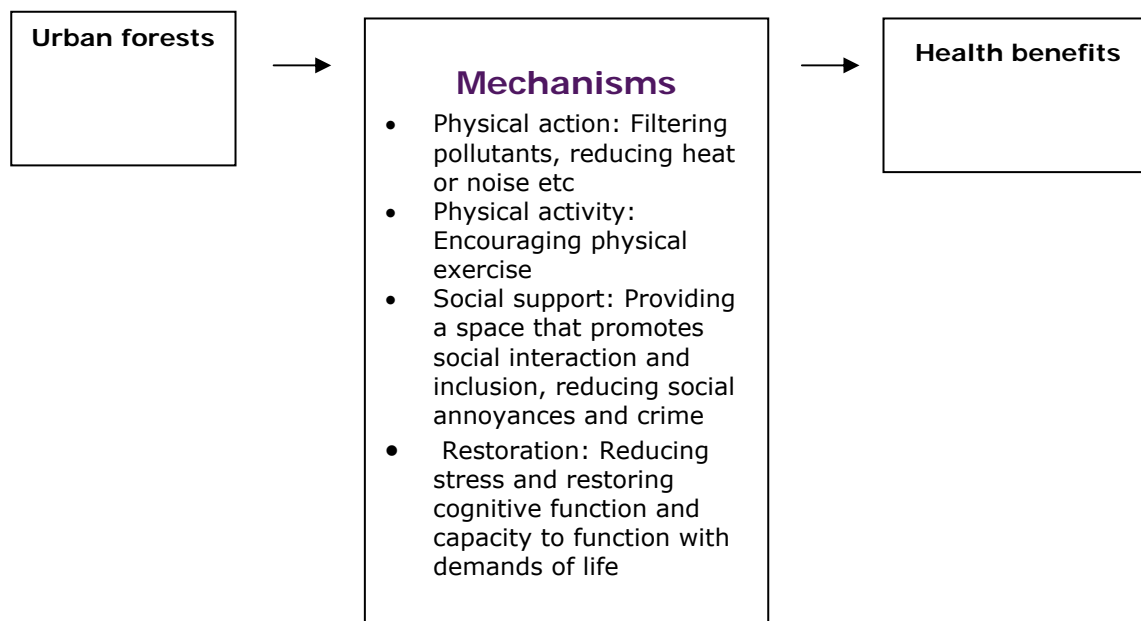 Urban forests
Mechanisms
• Physical action: Filtering
pollutants, reducing heat
or noise etc
• Physical activity:
Encouraging physical
exercise
• Social support: Providing
a space that promotes
social interaction and
inclusion, reducing social
annoyances and crime
• Restoration: Reducing
stress and restoring
cognitive function and
capacity to function with
demands of life
Health benefits